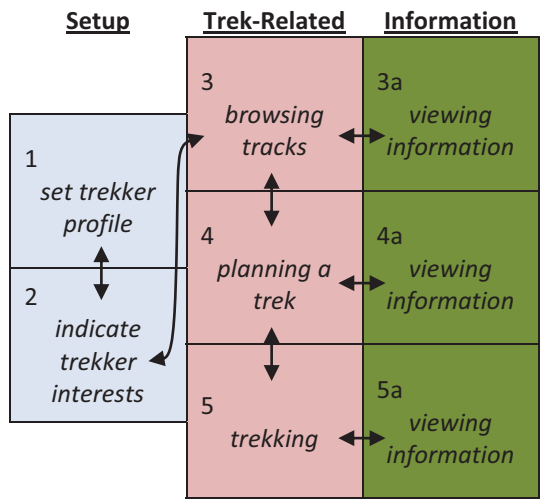 Setup
Trek-Related
Information
1
set trekker
profile
2
indicate
trekker
interests
3
browsing
tracks
3a
viewing
information
4
planning a
trek
4a
viewing
information
5
trekking
5a
viewing
information